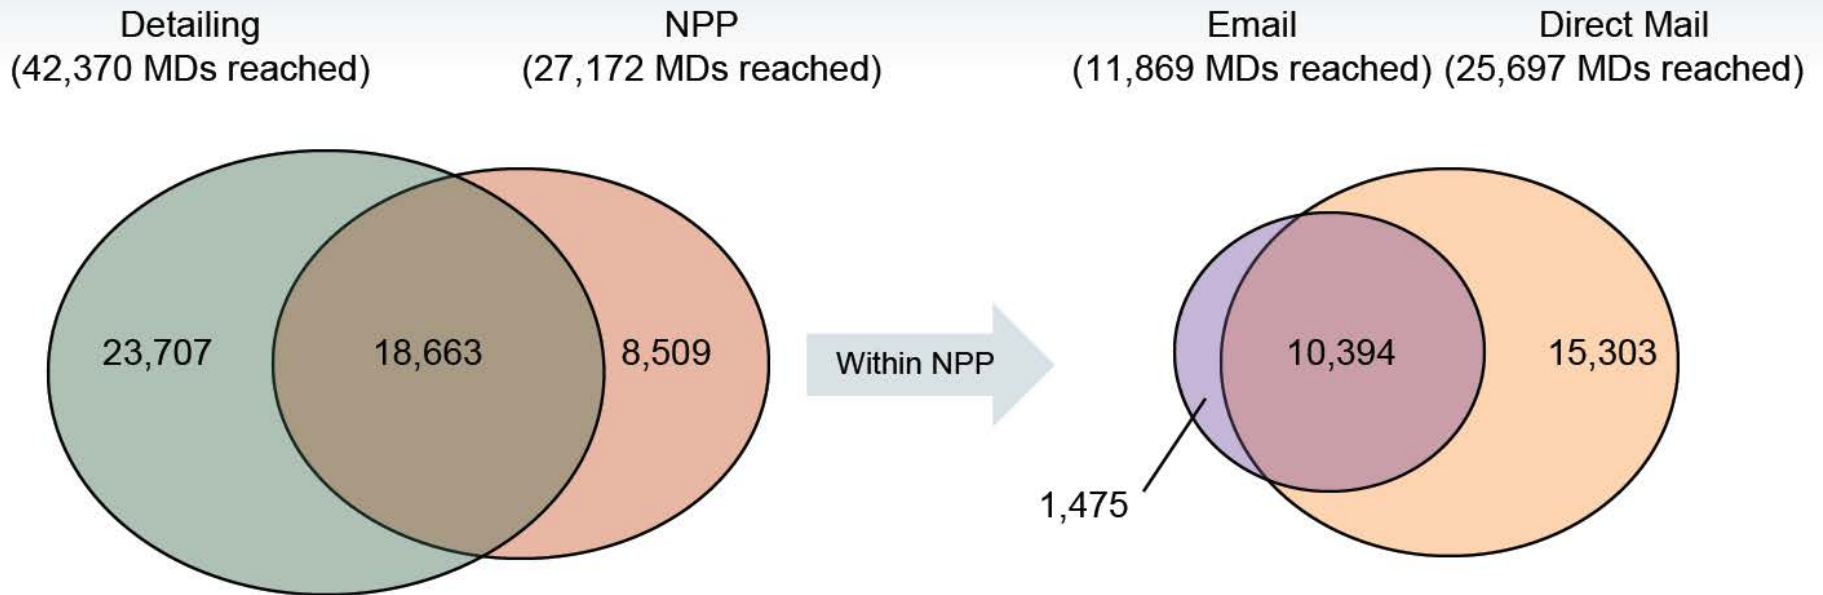 Detailing
(42,370 MDs reached)
NPP
(27,172 MDs reached)
Email
(11,869 MDs reached)
Direct Mail
(25,697 MDs reached)
23,707
18,663
8,509
Within NPP
10,394
15,303
1,475